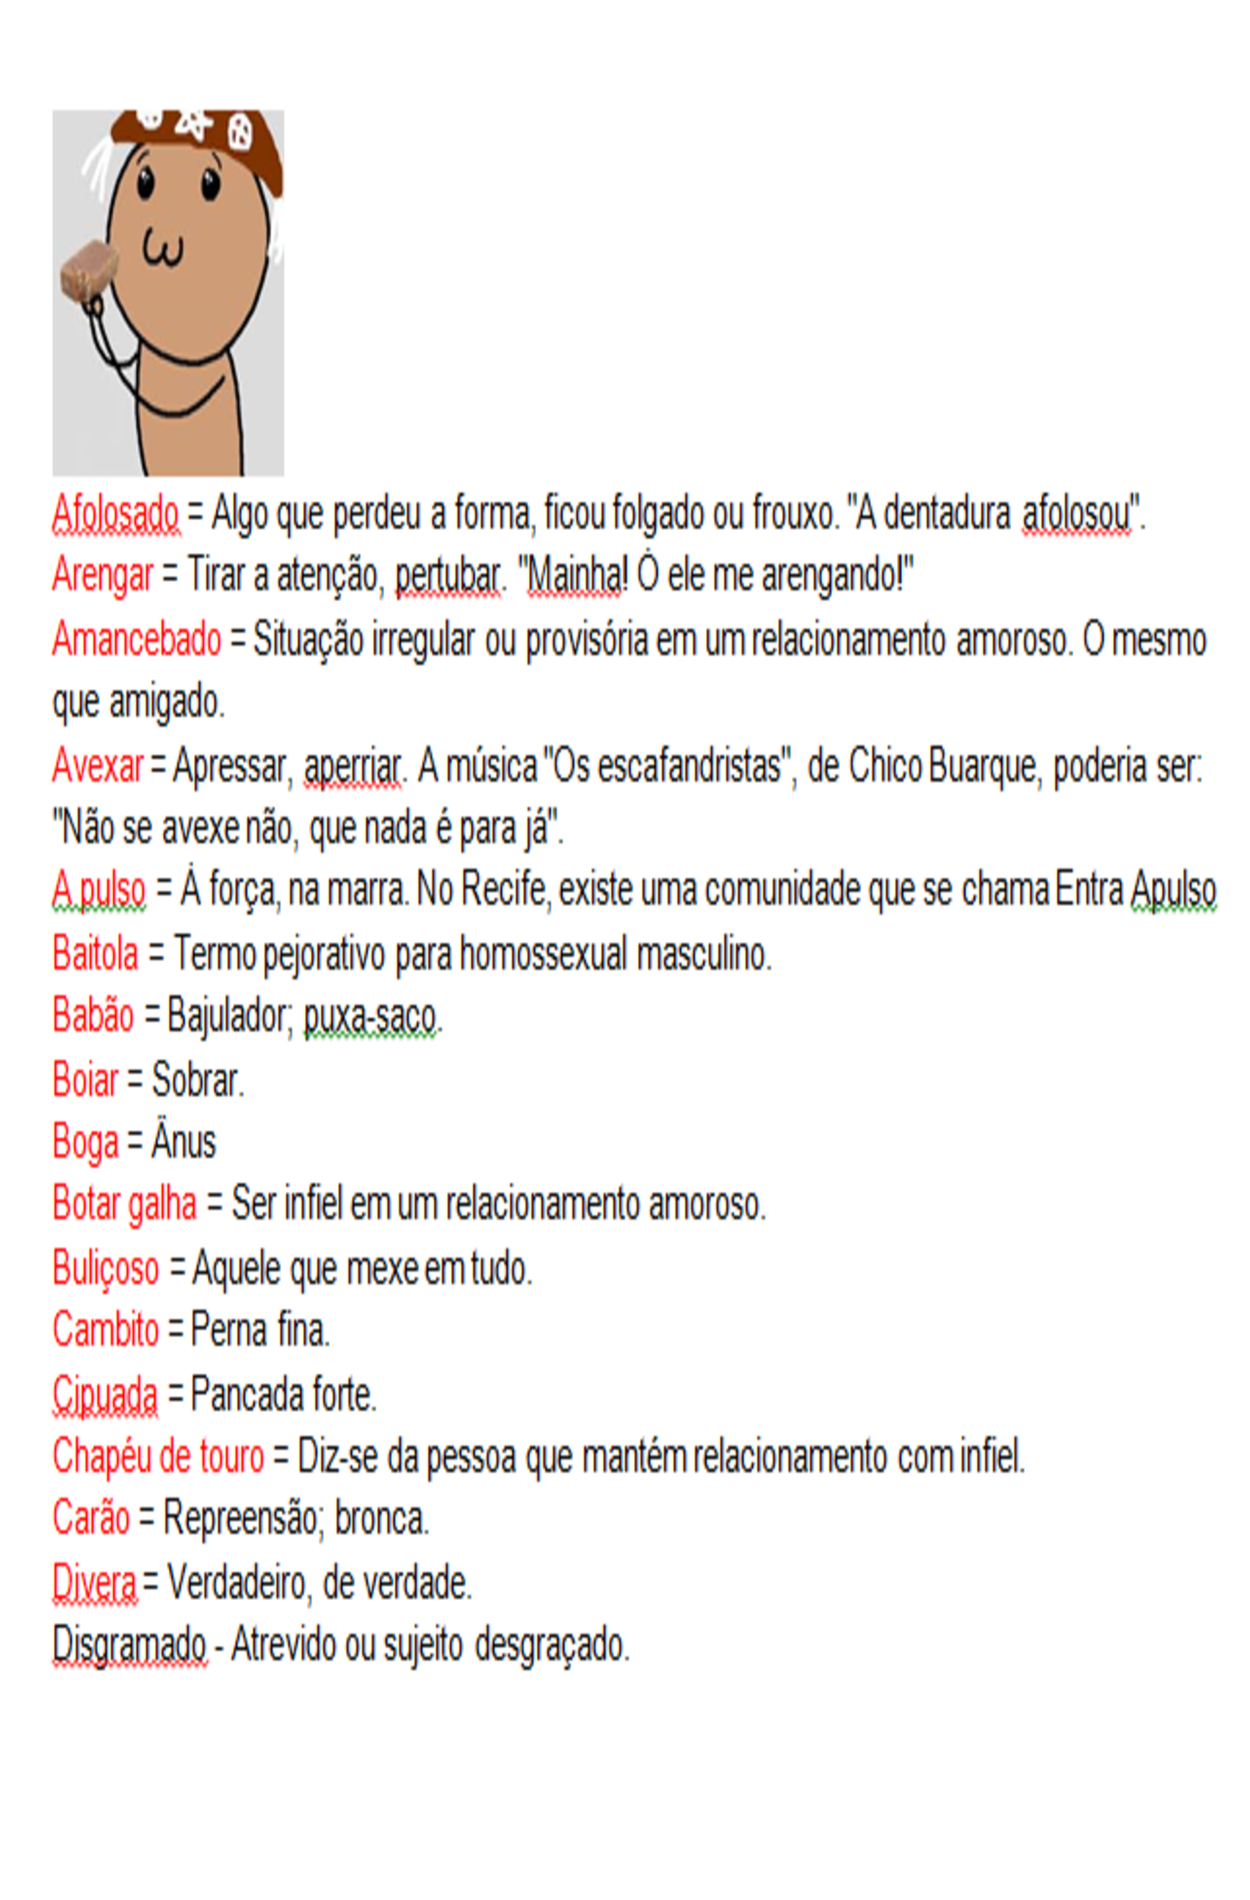 Afolosado = Algo que perdeu a forma, ficou folgado ou frouxo. "A dentadura afolosou".
Arengar = Tirar a atenção, pertubar. "Mainha! Ó ele me arengando!"
Amancebado = Situação irregular ou provisória em um relacionamento amoroso. O mesmo
que amigado.
Avexar = Apressar, aperriar. A música "Os escafandristas", de Chico Buarque, poderia ser:
"Não se avexe não, que nada é para já".
A pulso = À força, na marra. No Recife, existe uma comunidade que se chama Entra Apulso
Baitola = Termo pejorativo para homossexual masculino.
Babão = Bajulador; puxa-saco.
Boiar = Sobrar.
Boga = Ânus
Botar galha = Ser infiel em um relacionamento amoroso.
Buliçoso = Aquele que mexe em tudo.
Cambito = Perna fina.
Cipuada = Pancada forte.
Chapéu de touro = Diz-se da pessoa que mantém relacionamento com infiel.
Carão = Repreensão; bronca.
Divera = Verdadeiro, de verdade.
Disgramado - Atrevido ou sujeito desgraçado.